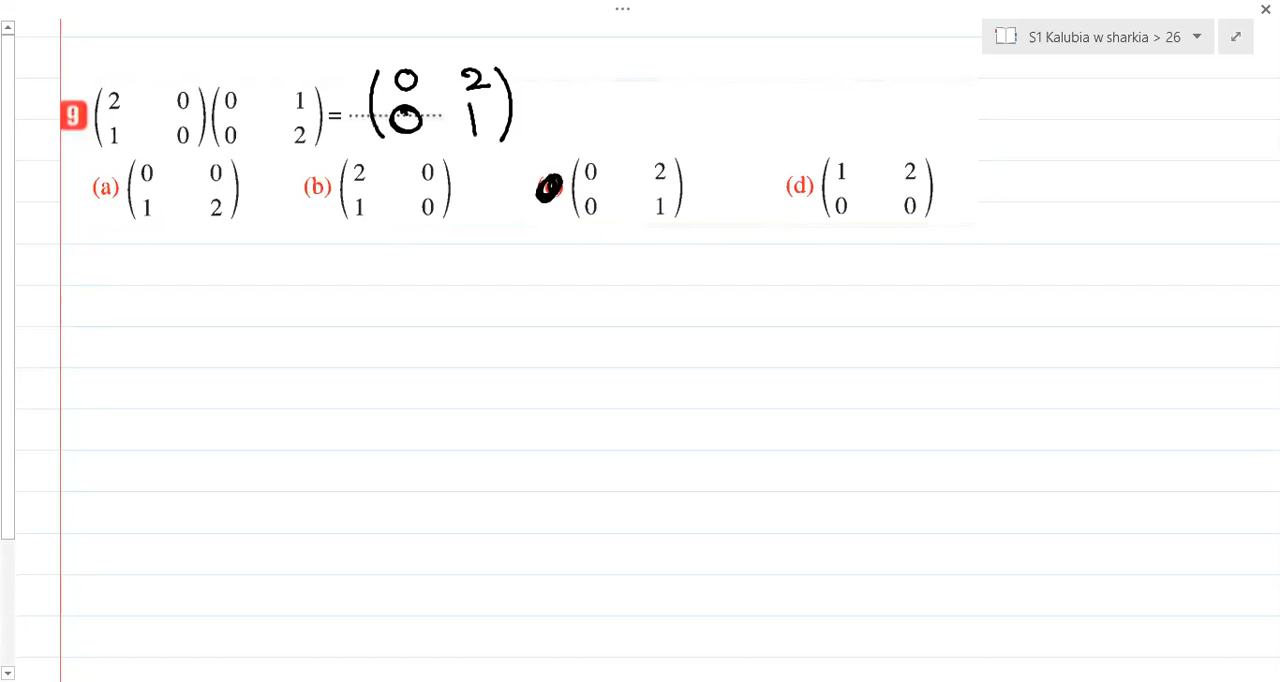 ...
S1 Kalubia w sharkia > 26
9 (2 0 1 0)(0 1 0 2) = ........ (0 2 0 1)
(a) (0 0 1 2) (b) (2 0 1 0) (0 2 0 1) (d) (1 2 0 0)